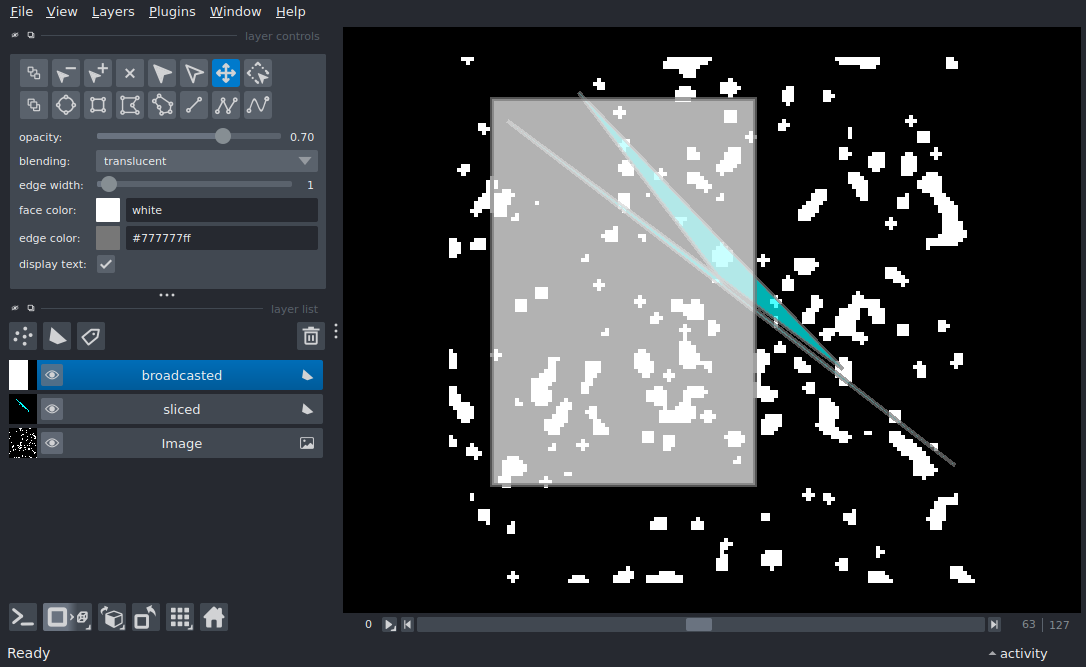 File View Layers Plugins Window Help
layer controls
opacity: 0.70
blending: translucent
edge width: 1
face color: white
edge color: #777777ff
display text:
layer list
broadcasted
sliced
Image
0 63 127
Ready activity